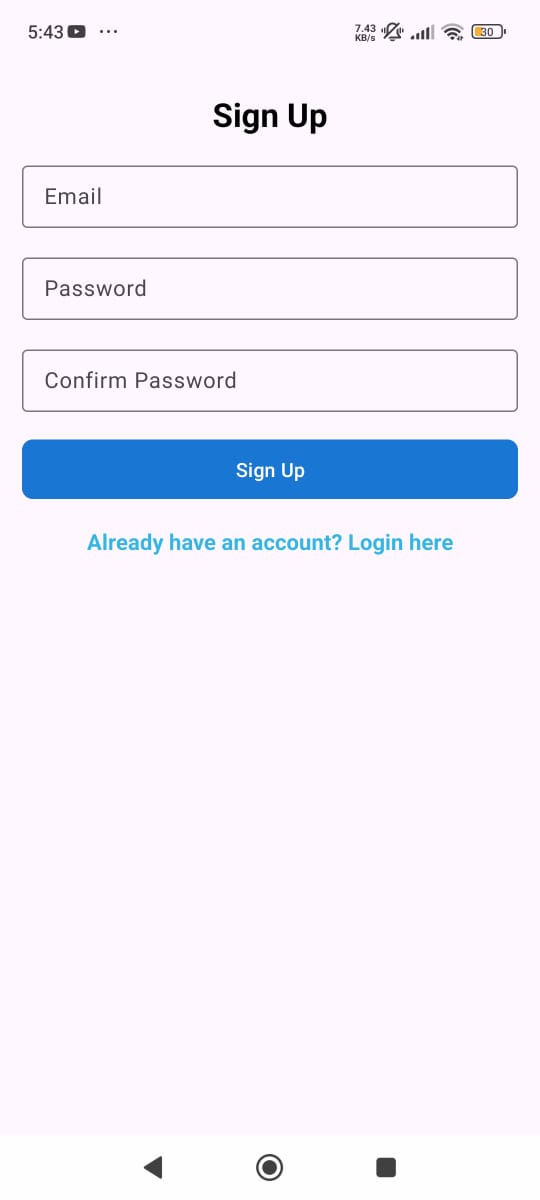 5:43 ...
7.43
KB/s
30
Sign Up
Email
Password
Confirm Password
Sign Up
Already have an account? Login here